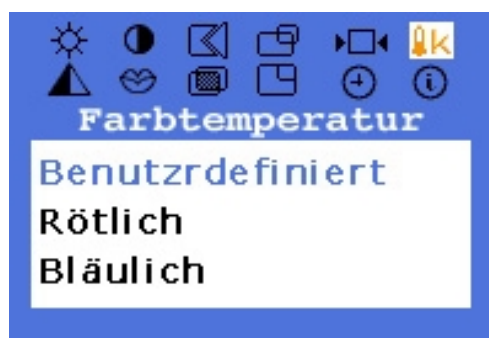 K
Farbtemperatur
Benutzrdefiniert
Rötlich
Bläulich